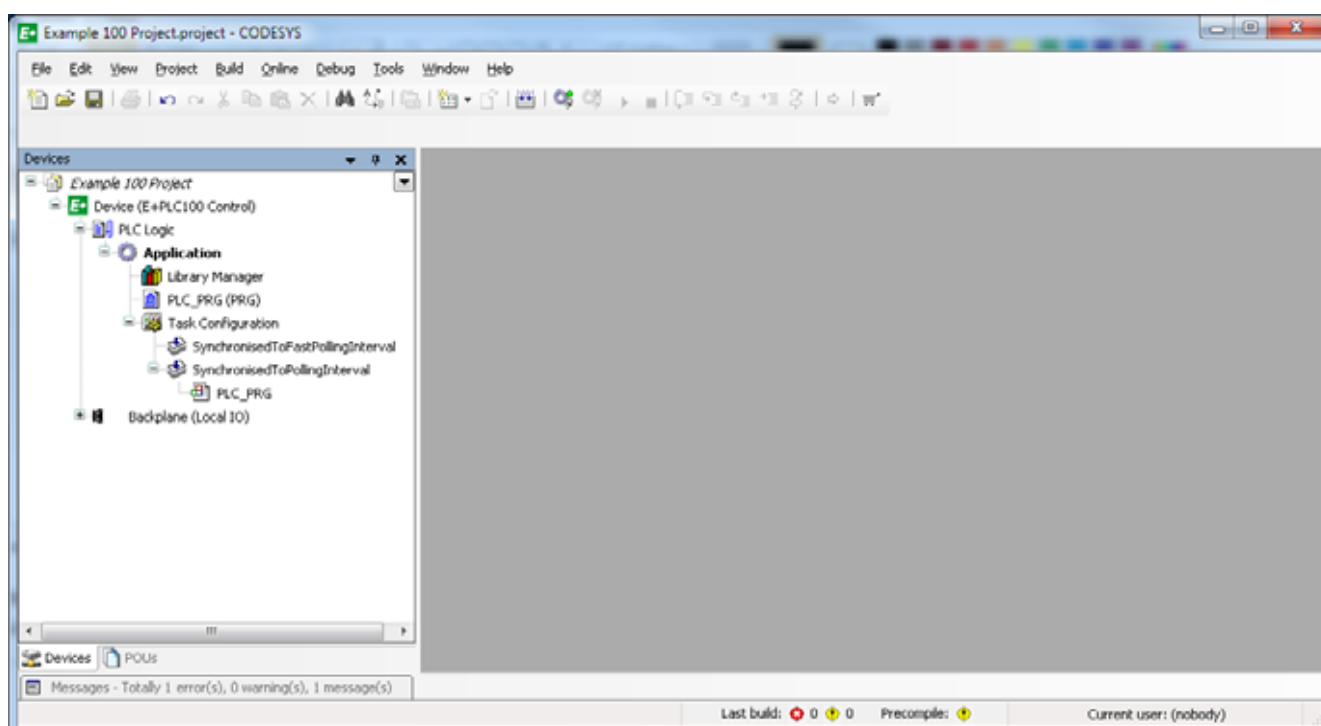 Example 100 Project.project - CODESYS
File Edit View Project Build Online Debug Tools Window Help
Devices
Example 100 Project
Device (E+PLC100 Control)
PLC Logic
Application
Library Manager
PLC_PRG (PRG)
Task Configuration
SynchronisedToFastPollingInterval
SynchronisedToPollingInterval
PLC_PRG
Backplane (Local IO)
Devices POUs
Messages - Totally 1 error(s), 0 warning(s), 1 message(s)
Last build: 0 0 Precompile: Current user: (nobody)